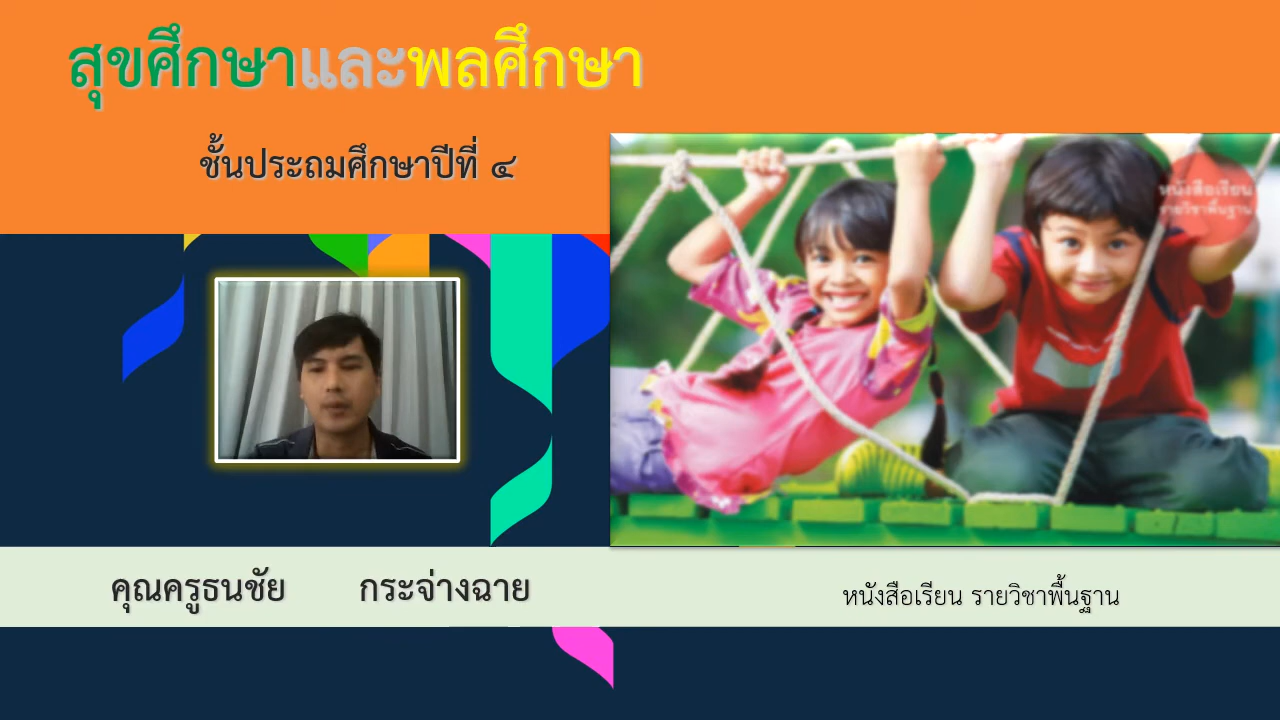 สุขศึกษาและพลศึกษา
ชั้นประถมศึกษาปีที่ ๔
หนังสือเรียน
รายวิชาพื้นฐาน
คุณครูธนชัย กระจ่างฉาย
หนังสือเรียน รายวิชาพื้นฐาน